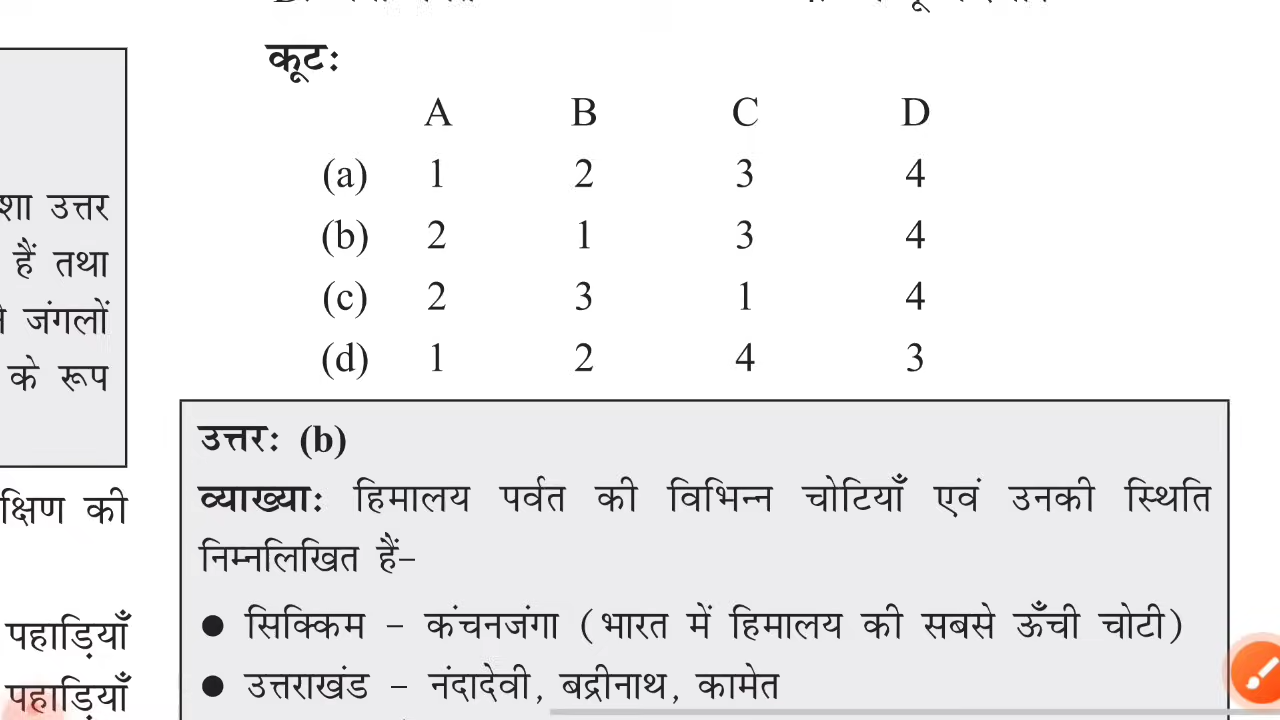 कूटः
A B C D
(a) 1 2 3 4
(b) 2 1 3 4
(c) 2 3 1 4
(d) 1 2 4 3
उत्तरः (b)
व्याख्याः हिमालय पर्वत की विभिन्न चोटियाँ एवं उनकी स्थिति
निम्नलिखित हैं–
● सिक्किम – कंचनजंगा (भारत में हिमालय की सबसे ऊँची चोटी)
● उत्तराखंड – नंदादेवी, बद्रीनाथ, कामेत
उत्तर
हैं तथा
जंगलों
के रूप
की
पहाड़ियाँ
पहाड़ियाँ